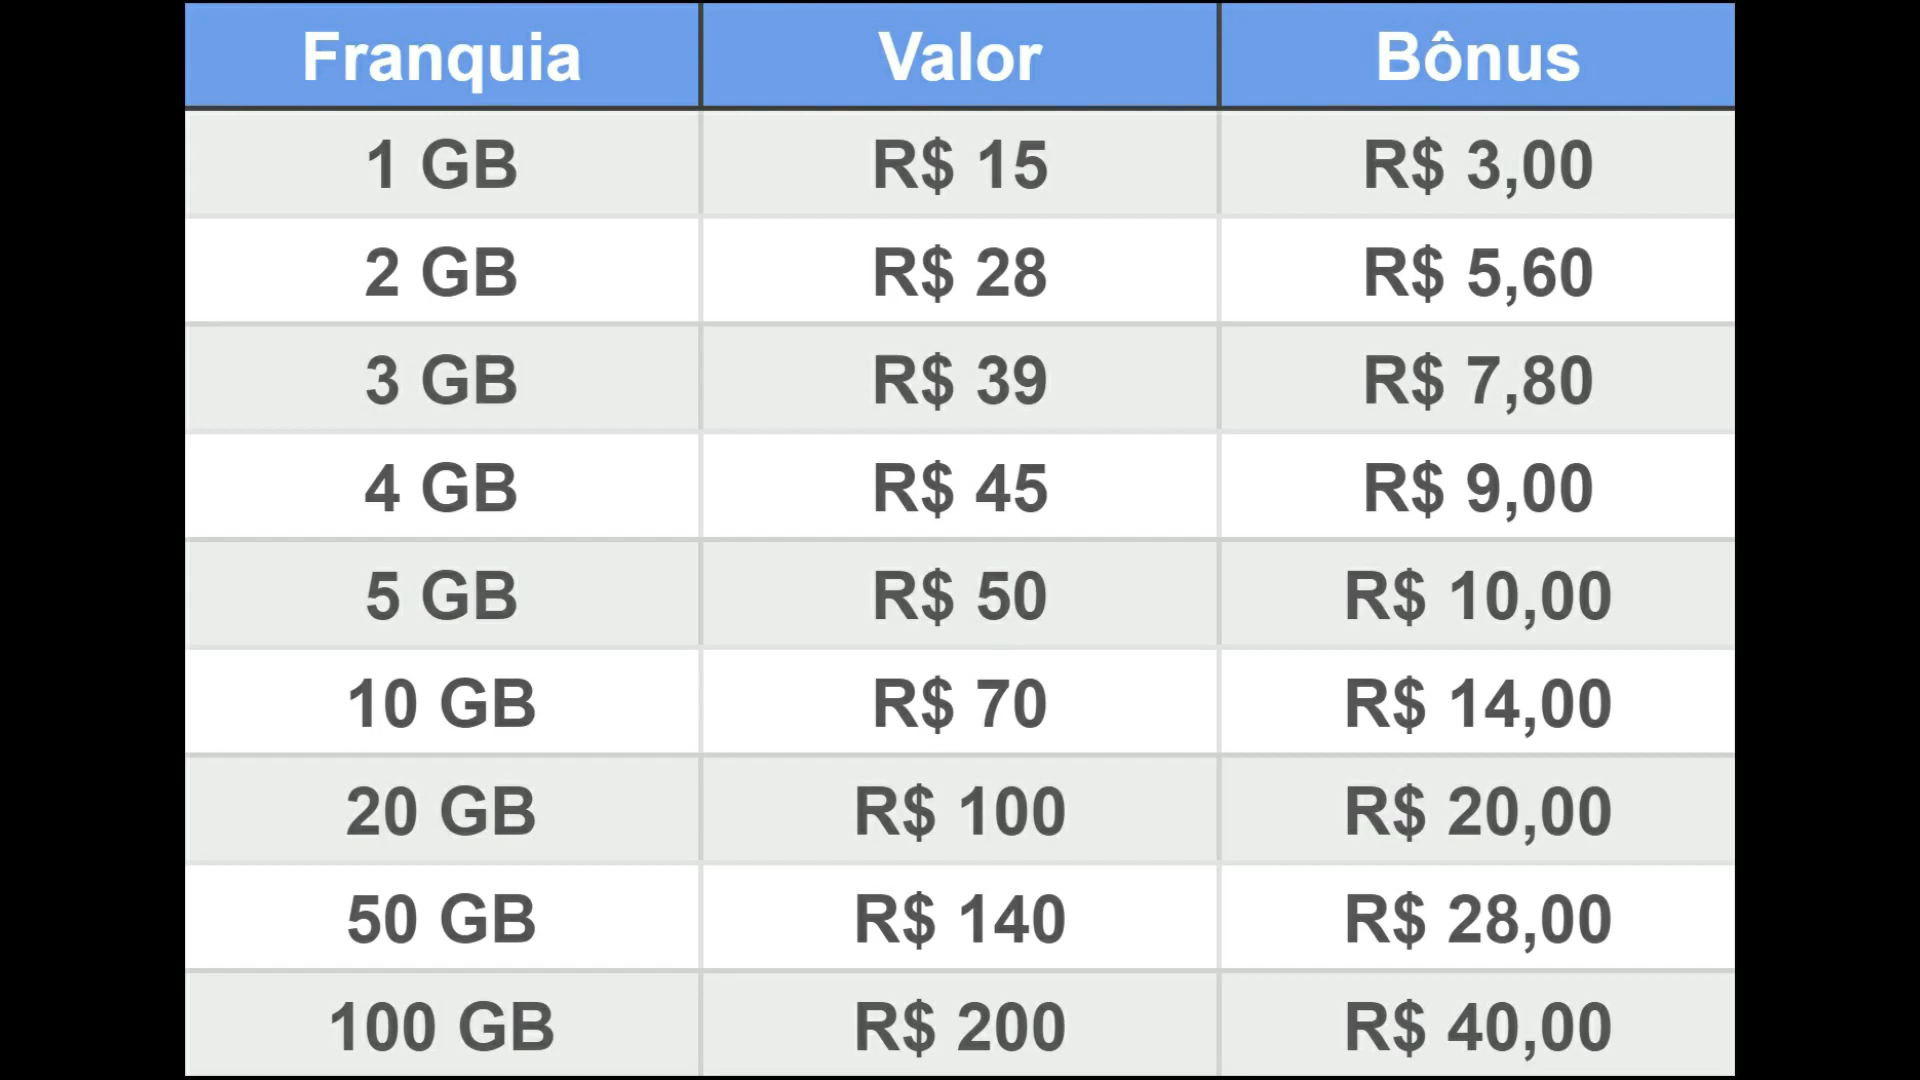 Franquia Valor Bônus
1 GB R$ 15 R$ 3,00
2 GB R$ 28 R$ 5,60
3 GB R$ 39 R$ 7,80
4 GB R$ 45 R$ 9,00
5 GB R$ 50 R$ 10,00
10 GB R$ 70 R$ 14,00
20 GB R$ 100 R$ 20,00
50 GB R$ 140 R$ 28,00
100 GB R$ 200 R$ 40,00